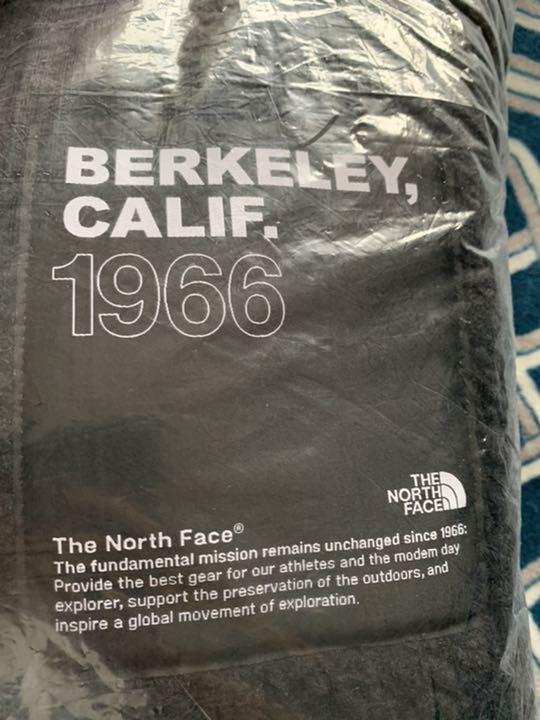 BERKELEY,
CALIF.
1966
THE
NORTH
FACE
The North Face®
The fundamental mission remains unchanged since 1966:
Provide the best gear for our athletes and the modern day
explorer, support the preservation of the outdoors, and
inspire a global movement of exploration.